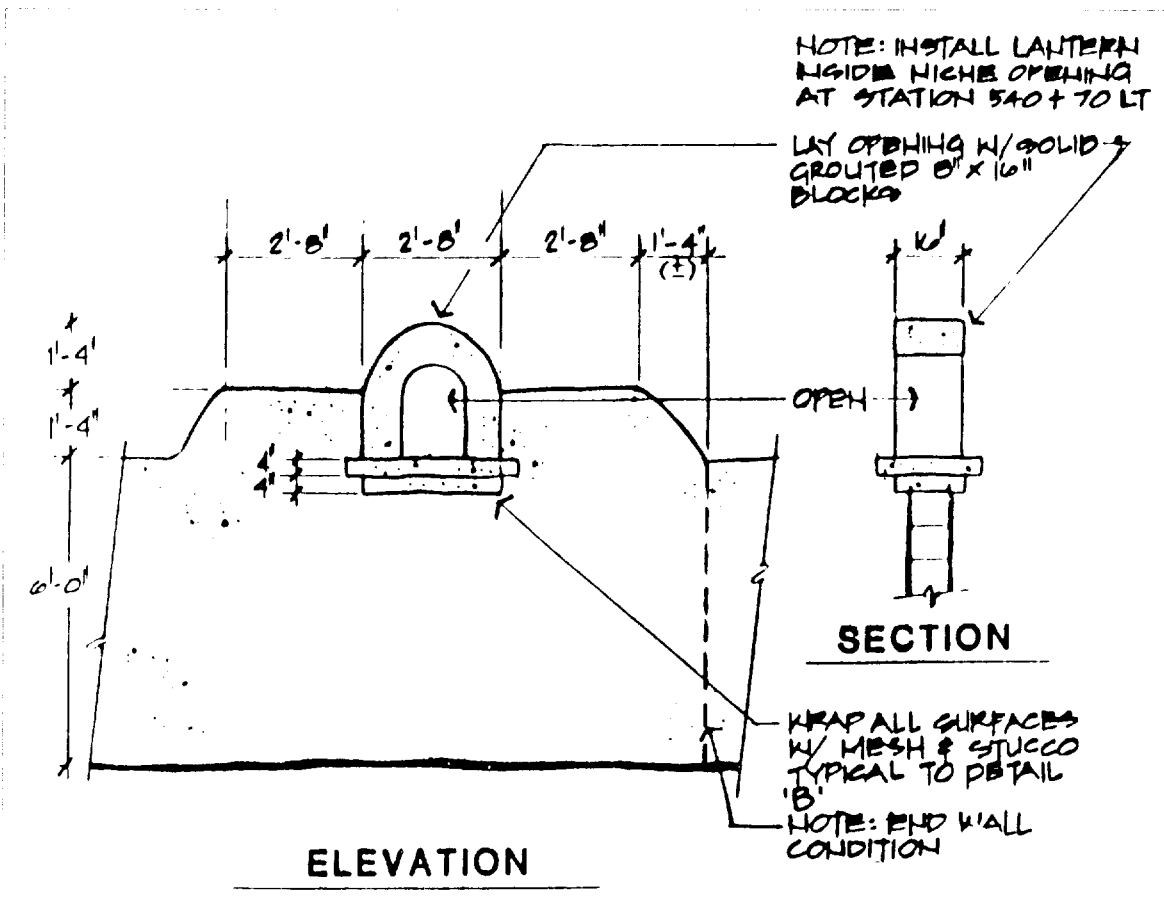 NOTE: INSTALL LANTERN
INSIDE NICHE OPENING
AT STATION 540 + 70 LT
LAY OPENING W/ SOLID
GROUTED 8" X 16"
BLOCKS
2'-8" 2'-8" 2'-8" 1'-4"
(±)
16"
1'-4"
1'-4"
OPEN
4"
4"
6'-0"
SECTION
WRAP ALL SURFACES
W/ MESH & STUCCO
TYPICAL TO DETAIL
'B'
NOTE: END WALL
CONDITION
ELEVATION